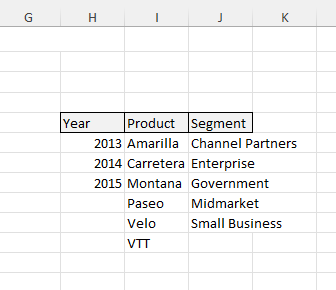 G H I J K
Year Product Segment
2013 Amarilla Channel Partners
2014 Carretera Enterprise
2015 Montana Government
Paseo Midmarket
Velo Small Business
VTT